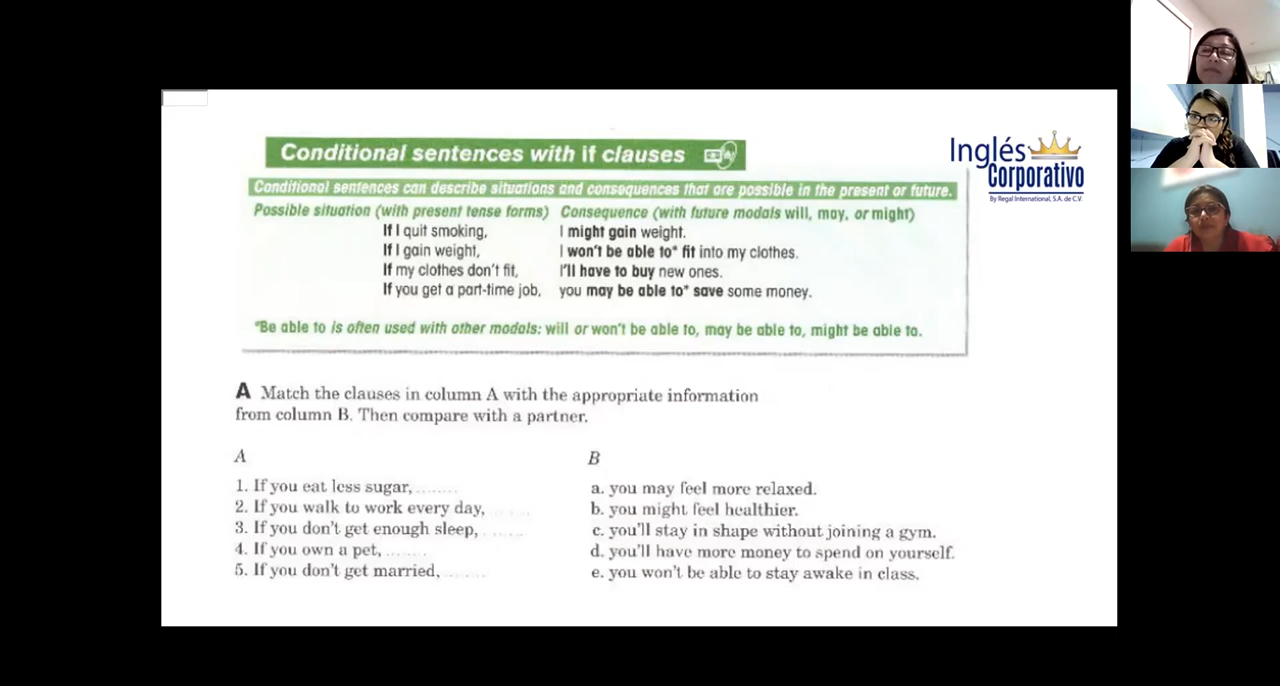 Conditional sentences with if clauses
Inglés
Corporativo
By Regal International, S.A. de C.V.
Conditional sentences can describe situations and consequences that are possible in the present or future.
Possible situation (with present tense forms) Consequence (with future modals will, may, or might)
If I quit smoking, I might gain weight.
If I gain weight, I won't be able to* fit into my clothes.
If my clothes don't fit, I'll have to buy new ones.
If you get a part-time job, you may be able to* save some money.
*Be able to is often used with other modals: will or won't be able to, may be able to, might be able to.
A Match the clauses in column A with the appropriate information
from column B. Then compare with a partner.
A B
1. If you eat less sugar, ........ a. you may feel more relaxed.
2. If you walk to work every day, ........ b. you might feel healthier.
3. If you don't get enough sleep, ........ c. you'll stay in shape without joining a gym.
4. If you own a pet, ........ d. you'll have more money to spend on yourself.
5. If you don't get married, ........ e. you won't be able to stay awake in class.